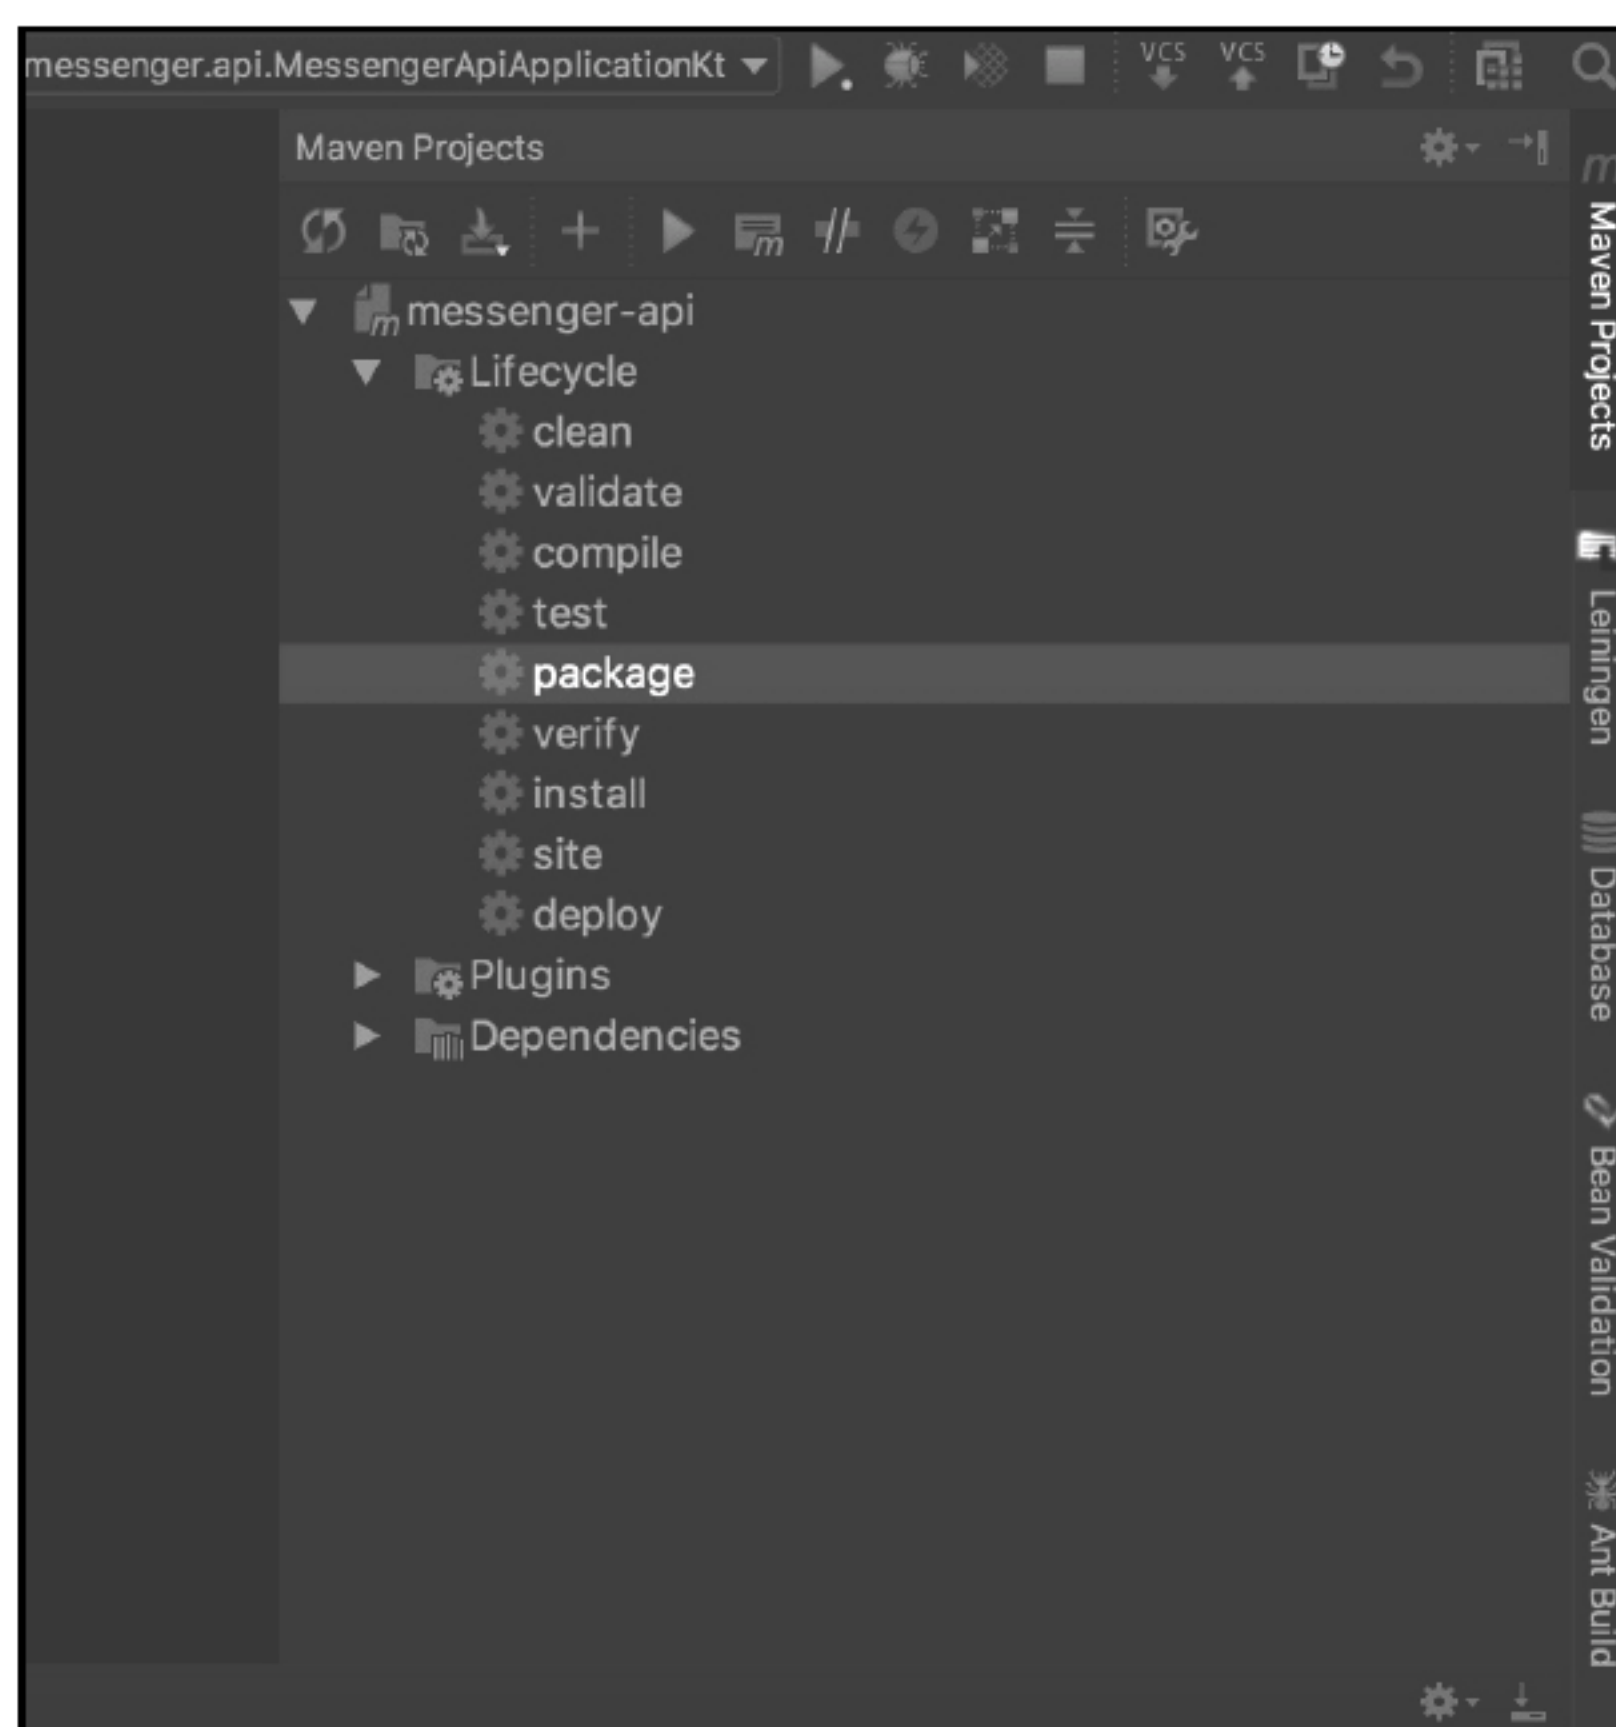 messenger.api.MessengerApiApplicationKt
VCS VCS
Maven Projects
messenger-api
Lifecycle
clean
validate
compile
test
package
verify
install
site
deploy
Plugins
Dependencies
Maven Projects
Leiningen
Database
Bean Validation
Ant Build